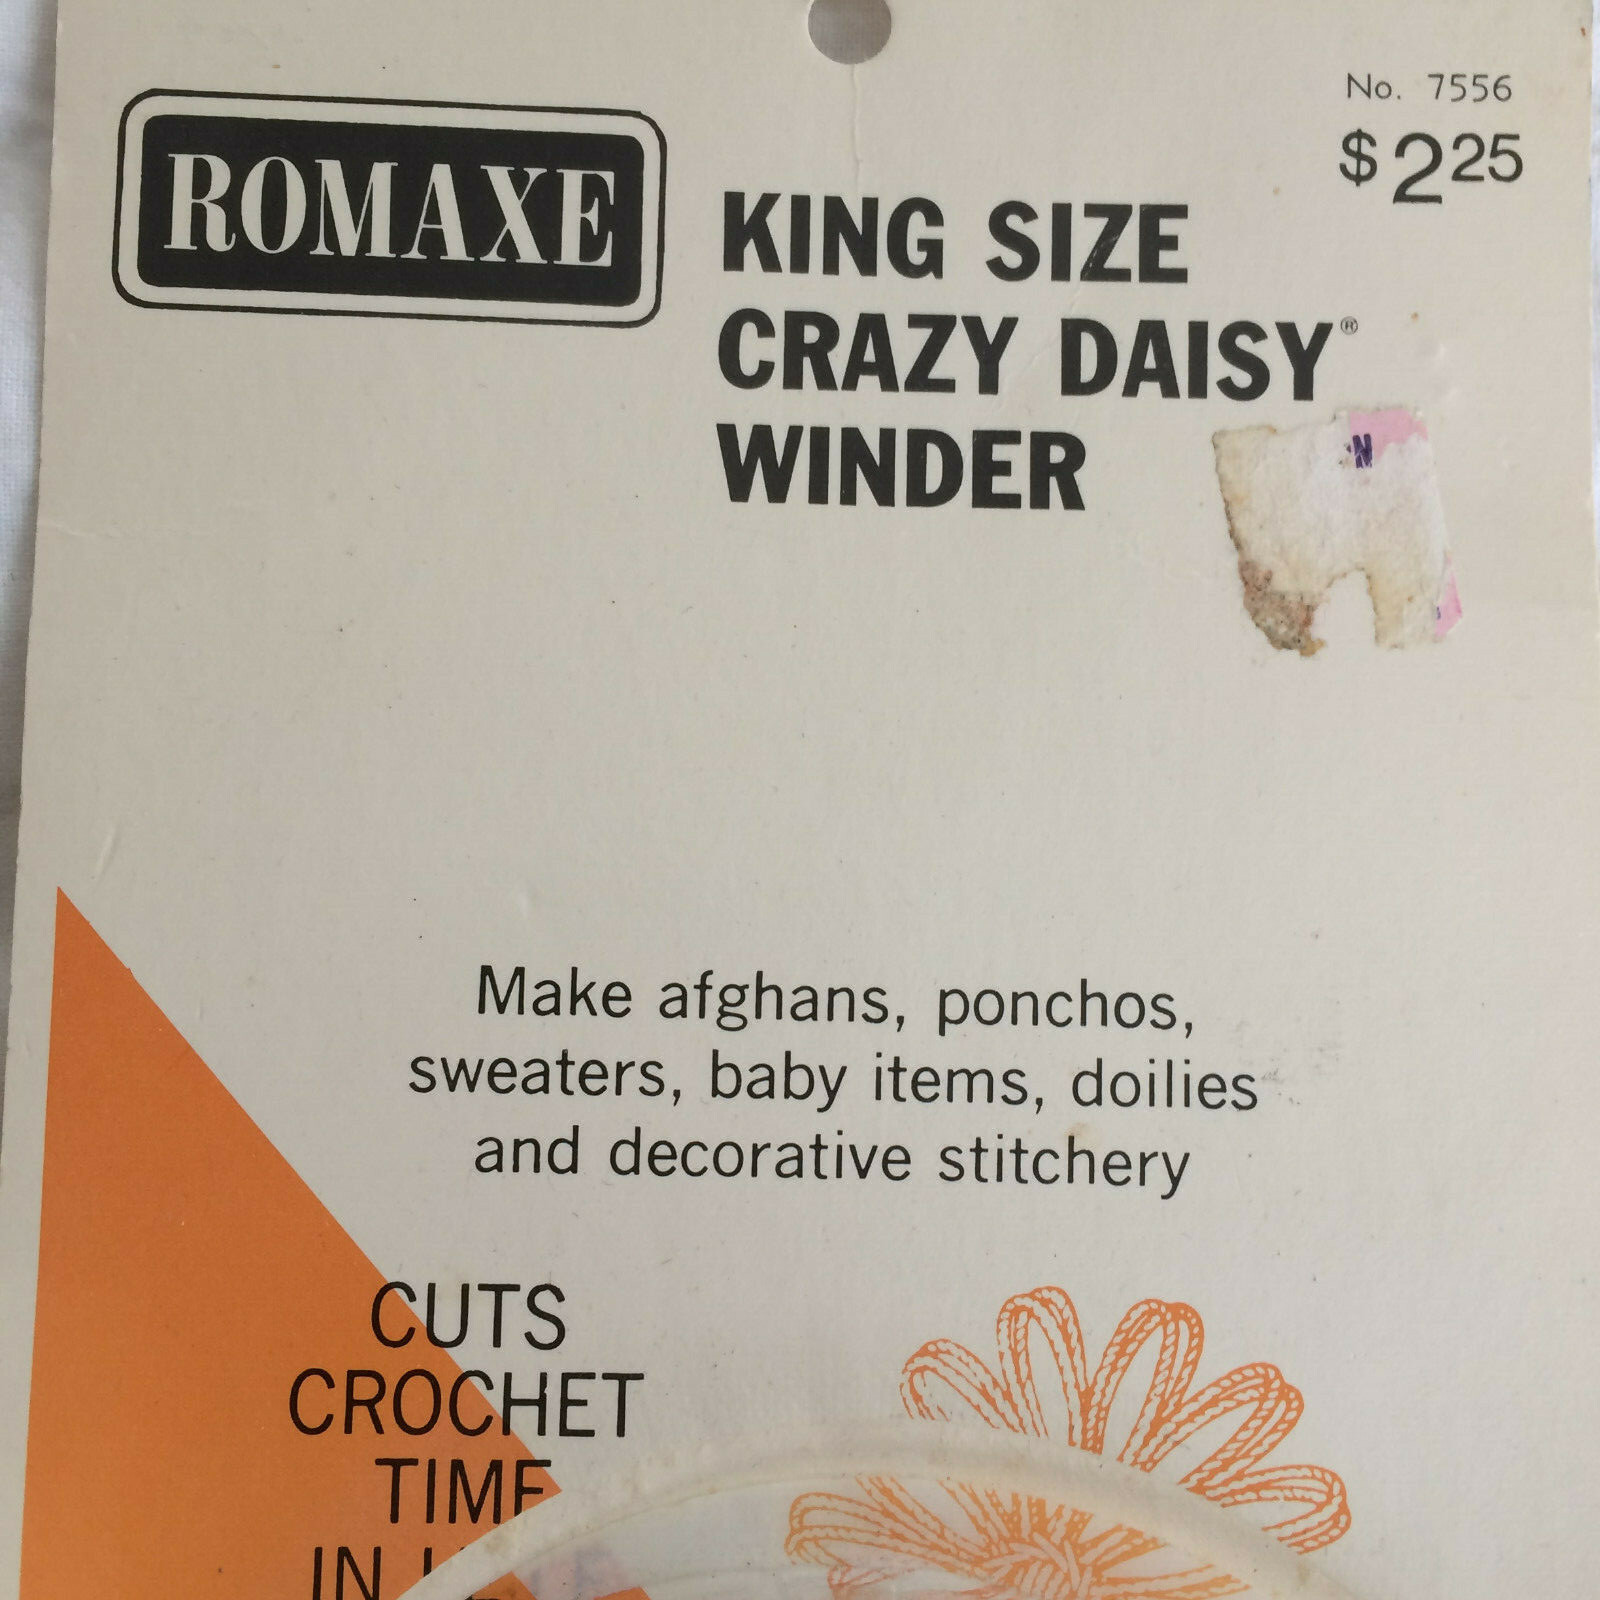 No. 7556
$2.25
ROMAXE
KING SIZE
CRAZY DAISY®
WINDER
N
Make afghans, ponchos,
sweaters, baby items, doilies
and decorative stitchery
CUTS
CROCHET
TIME
IN